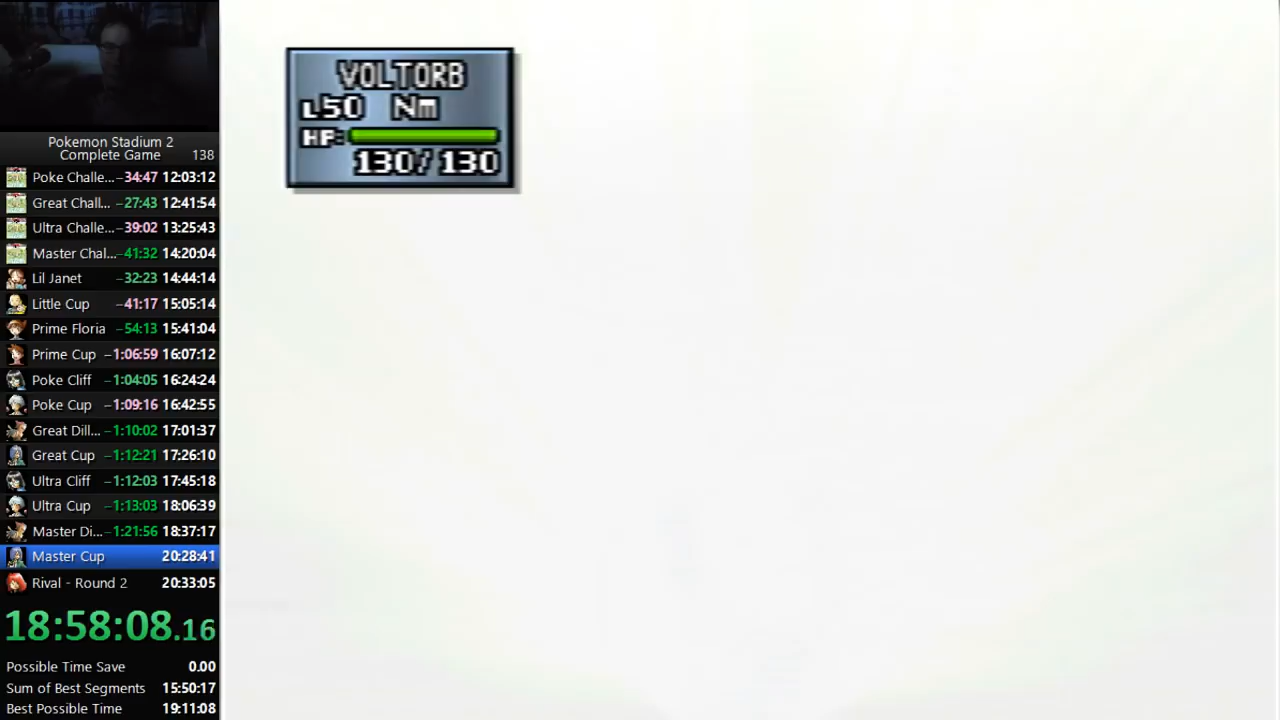 Pokemon Stadium 2
Complete Game 138
Poke Challe... -34:47 12:03:12
Great Chall... -27:43 12:41:54
Ultra Challe... -39:02 13:25:43
Master Chal... -41:32 14:20:04
Lil Janet -32:23 14:44:14
Little Cup -41:17 15:05:14
Prime Floria -54:13 15:41:04
Prime Cup -1:06:59 16:07:12
Poke Cliff -1:04:05 16:24:24
Poke Cup -1:09:16 16:42:55
Great Dill... -1:10:02 17:01:37
Great Cup -1:12:21 17:26:10
Ultra Cliff -1:12:03 17:45:18
Ultra Cup -1:13:03 18:06:39
Master Di... -1:21:56 18:37:17
Master Cup 20:28:41
Rival - Round 2 20:33:05
18:58:08.16
Possible Time Save 0.00
Sum of Best Segments 15:50:17
Best Possible Time 19:11:08
VOLTORB
L50 Nm
HP:
130/130